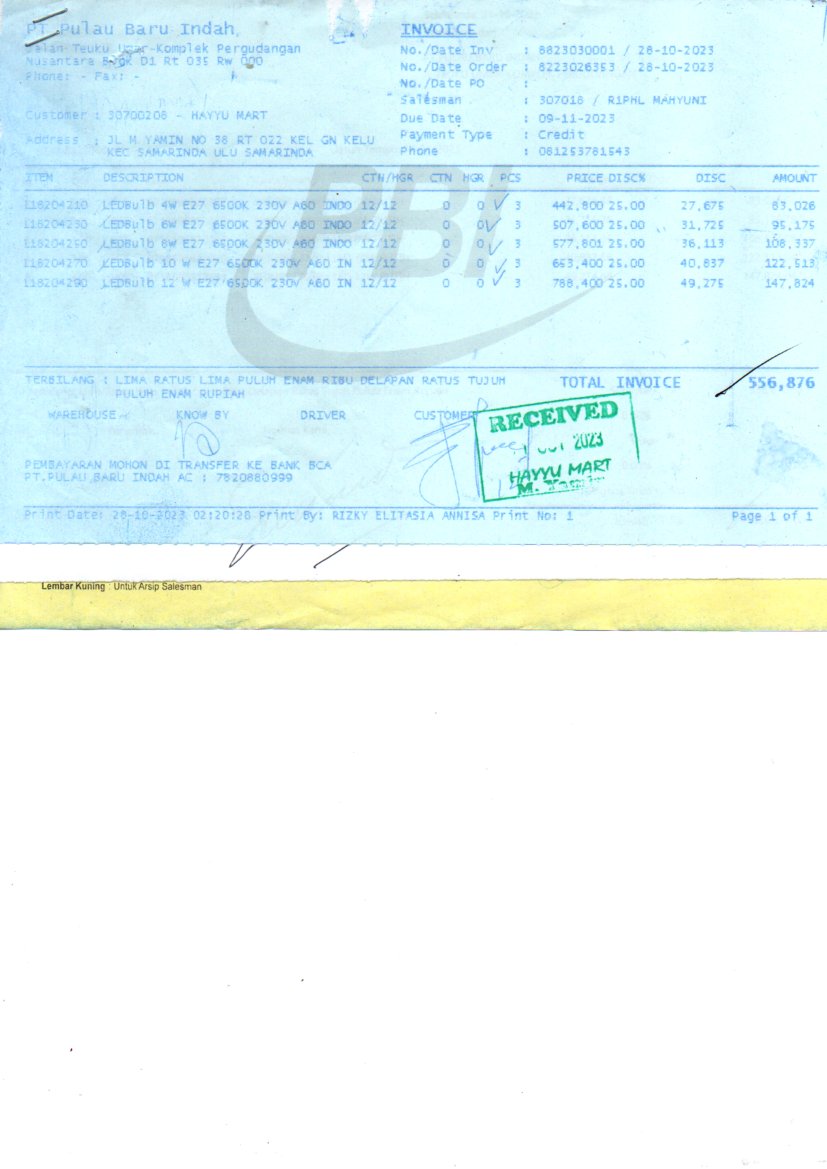 PT Pulau Baru Indah
Jalan Teuku Umar-Komplek Pergudangan
Nusantara Blok D1 Rt 035 Rw 000
Phone: - Fax: -
Customer : 30700208 - HAYYU MART
Address : JL M YAMIN NO 38 RT 022 KEL GN KELU
KEC SAMARINDA ULU SAMARINDA
INVOICE
No./Date Inv : 8823030001 / 28-10-2023
No./Date Order : 8223026353 / 28-10-2023
No./Date PO :
Salesman : 307018 / RIPHL MAHYUNI
Due Date : 09-11-2023
Payment Type : Credit
Phone : 081253781543
ITEM DESCRIPTION CTN/HGR CTN HGR PCS PRICE DISC% DISC AMOUNT
L18204210 LEDBulb 4W E27 6500K 230V A60 INDO 12/12 0 0 3 442,800 25.00 27,675 83,026
L18204230 LEDBulb 6W E27 6500K 230V A60 INDO 12/12 0 0 3 507,600 25.00 31,725 95,175
L18204250 LEDBulb 8W E27 6500K 230V A60 INDO 12/12 0 0 3 577,801 25.00 36,113 108,337
L18204270 LEDBulb 10 W E27 6500K 230V A60 IN 12/12 0 0 3 653,400 25.00 40,837 122,513
L18204290 LEDBulb 12 W E27 6500K 230V A60 IN 12/12 0 0 3 788,400 25.00 49,275 147,824
PBI
TERBILANG : LIMA RATUS LIMA PULUH ENAM RIBU DELAPAN RATUS TUJUH
PULUH ENAM RUPIAH
TOTAL INVOICE 556,876
WAREHOUSE KNOW BY DRIVER CUSTOMER
RECEIVED
OCT 2023
HAYYU MART
M. Yamin
PEMBAYARAN MOHON DI TRANSFER KE BANK BCA
PT.PULAU BARU INDAH AC : 7820880999
Print Date: 28-10-2023 02:20:28 Print By: RIZKY ELITASIA ANNISA Print No: 1 Page 1 of 1
Lembar Kuning : Untuk Arsip Salesman